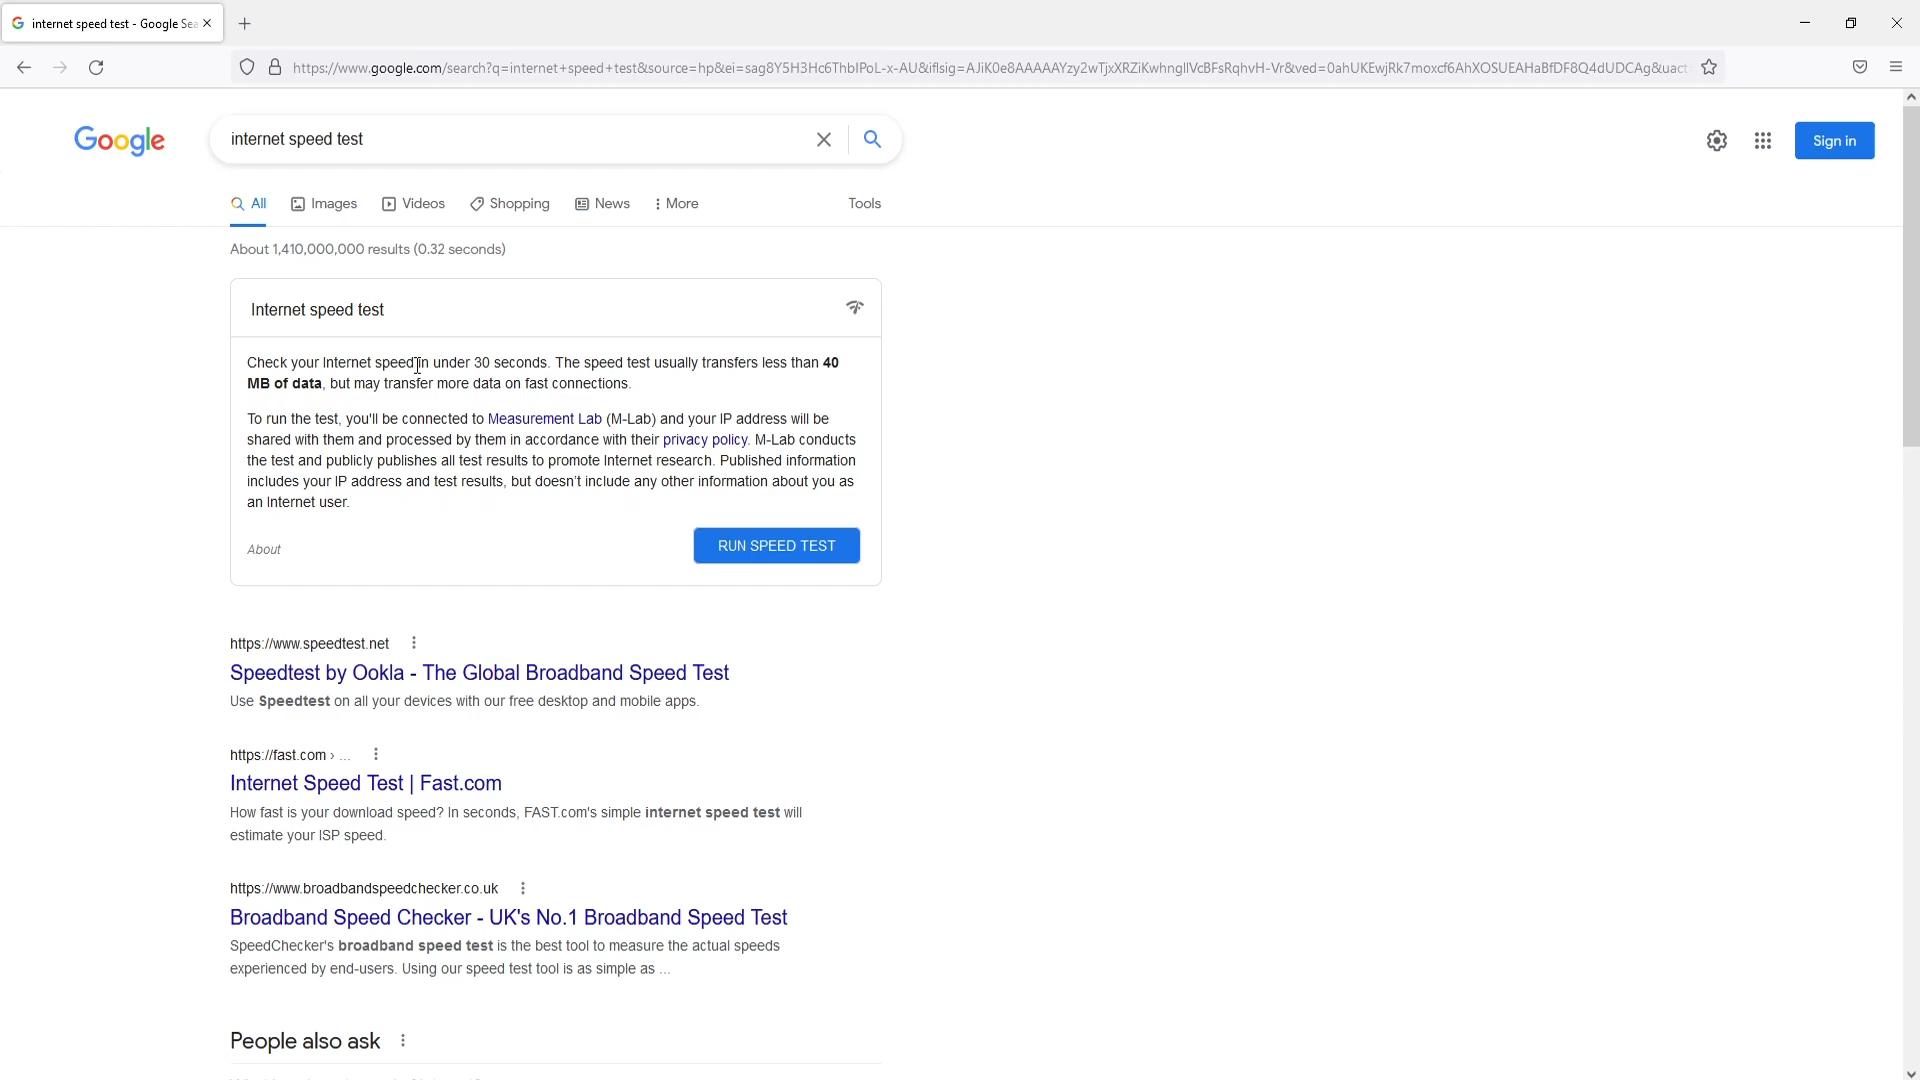 internet speed test - Google Sea
https://www.google.com/search?q=internet+speed+test&source=hp&ei=sag8Y5H3Hc6ThbIPoL-x-AU&iflsig=AJiK0e8AAAAAYzy2wTjxXRZiKwhngllVcBFsRqhvH-Vr&ved=0ahUKEwjRk7moxcf6AhXOSUEAHaBfDF8Q4dUDCAg&uact
Google
internet speed test
Sign in
All Images Videos Shopping News More Tools
About 1,410,000,000 results (0.32 seconds)
Internet speed test
Check your Internet speed in under 30 seconds. The speed test usually transfers less than 40
MB of data, but may transfer more data on fast connections.
To run the test, you'll be connected to Measurement Lab (M-Lab) and your IP address will be
shared with them and processed by them in accordance with their privacy policy. M-Lab conducts
the test and publicly publishes all test results to promote Internet research. Published information
includes your IP address and test results, but doesn't include any other information about you as
an Internet user.
About
RUN SPEED TEST
https://www.speedtest.net
Speedtest by Ookla - The Global Broadband Speed Test
Use Speedtest on all your devices with our free desktop and mobile apps.
https://fast.com › ...
Internet Speed Test | Fast.com
How fast is your download speed? In seconds, FAST.com's simple internet speed test will
estimate your ISP speed.
https://www.broadbandspeedchecker.co.uk
Broadband Speed Checker - UK's No.1 Broadband Speed Test
SpeedChecker's broadband speed test is the best tool to measure the actual speeds
experienced by end-users. Using our speed test tool is as simple as ...
People also ask